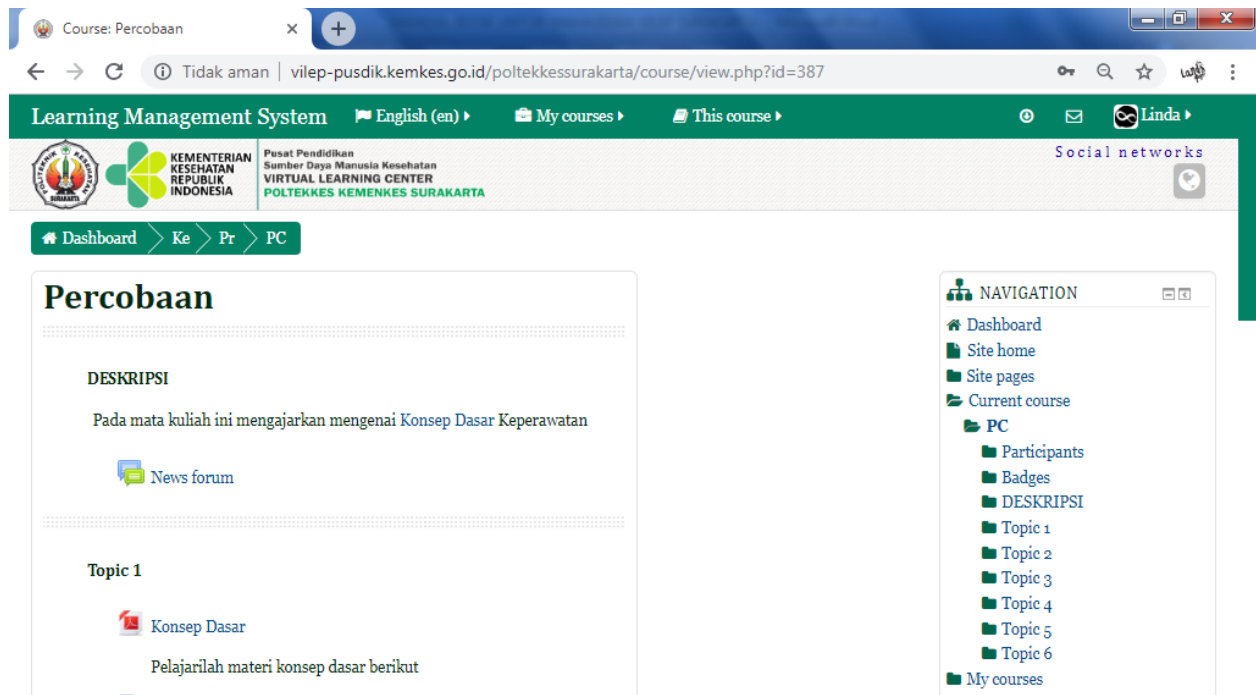 Course: Percobaan
Tidak aman | vilep-pusdik.kemkes.go.id/poltekkessurakarta/course/view.php?id=387
Learning Management System English (en) My courses This course Linda
KEMENTERIAN
KESEHATAN
REPUBLIK
INDONESIA
Pusat Pendidikan
Sumber Daya Manusia Kesehatan
VIRTUAL LEARNING CENTER
POLTEKKES KEMENKES SURAKARTA
Social networks
Dashboard Ke Pr PC
Percobaan
DESKRIPSI
Pada mata kuliah ini mengajarkan mengenai Konsep Dasar Keperawatan
News forum
Topic 1
Konsep Dasar
Pelajarilah materi konsep dasar berikut
NAVIGATION
Dashboard
Site home
Site pages
Current course
PC
Participants
Badges
DESKRIPSI
Topic 1
Topic 2
Topic 3
Topic 4
Topic 5
Topic 6
My courses